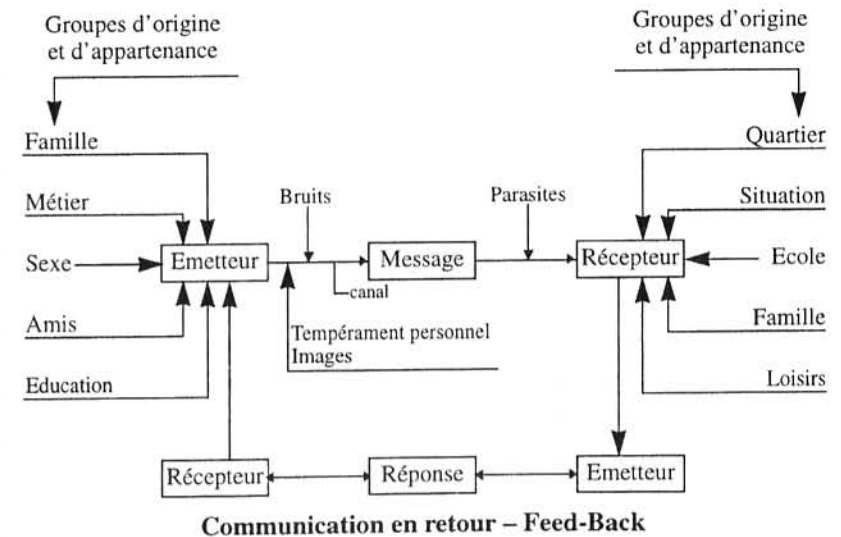 Groupes d'origine
et d'appartenance
Groupes d'origine
et d'appartenance
Famille
Quartier
Métier
Bruits
Parasites
Situation
Sexe
Emetteur
Message
Récepteur
Ecole
canal
Amis
Tempérament personnel
Images
Famille
Education
Loisirs
Récepteur
Réponse
Emetteur
Communication en retour – Feed-Back